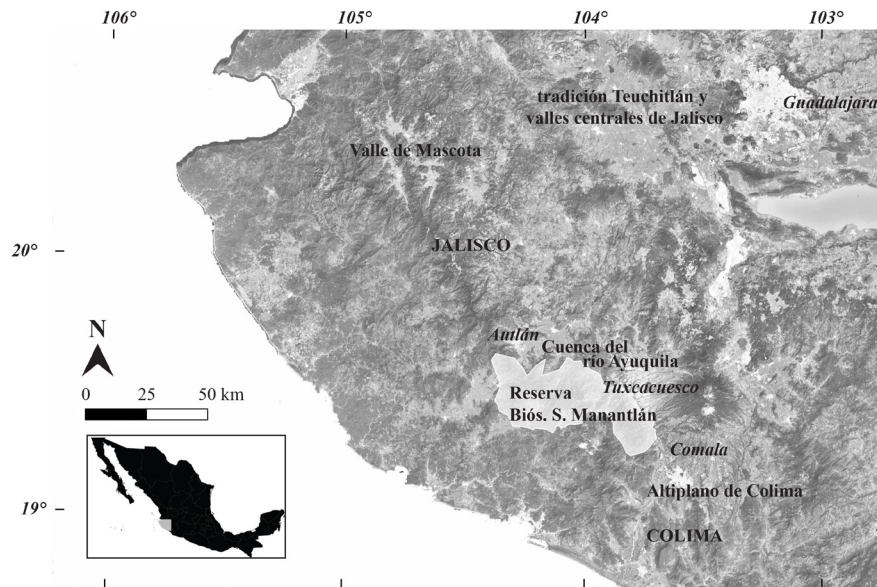 106°
105°
104°
103°
tradición Teuchitlán y
valles centrales de Jalisco
Guadalajara
Valle de Mascota
JALISCO
20°
N
0 25 50 km
Autlán
Cuenca del
río Ayuquila
Tuxcacuesco
Reserva
Biós. S. Manantlán
Comala
Altiplano de Colima
19°
COLIMA